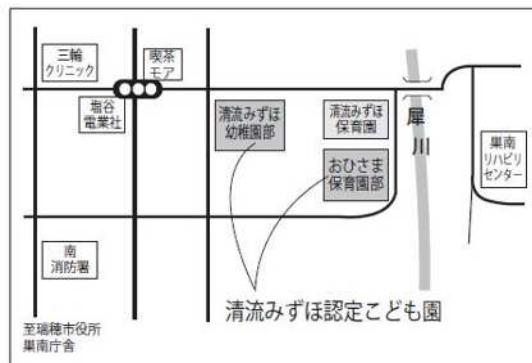 三輪
クリニック
喫茶
モア
塩谷
電業社
清流みずほ
幼稚園部
清流みずほ
保育園
おひさま
保育園部
犀川
巣南
リハビリ
センター
南
消防署
清流みずほ認定こども園
至瑞穂市役所
巣南庁舎